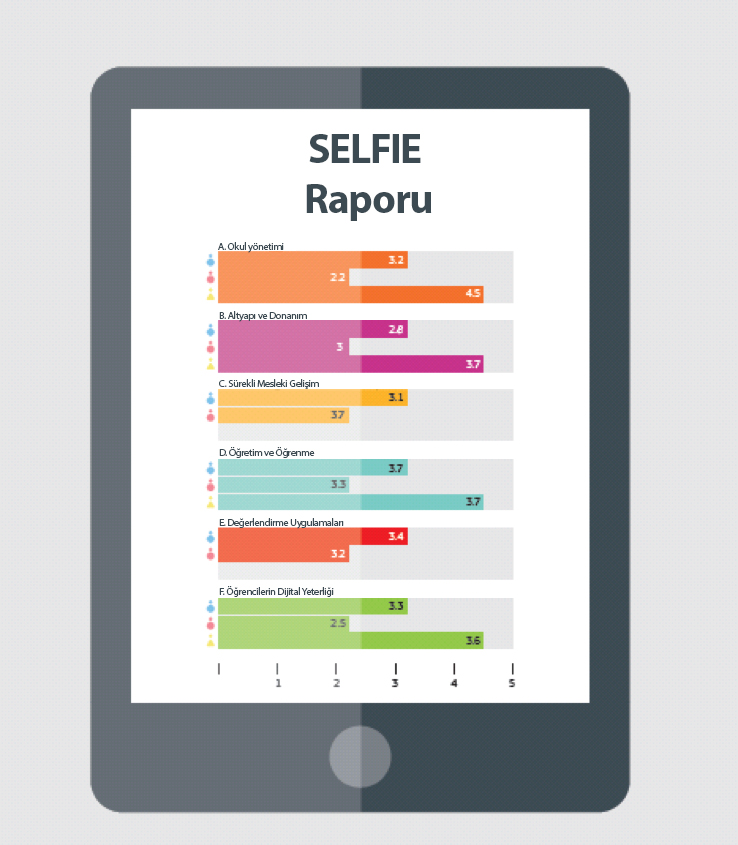 SELFIE
Raporu
A. Okul yönetimi
3.2
2.2
4.5
B. Altyapı ve Donanım
2.8
3
3.7
C. Sürekli Mesleki Gelişim
3.1
3.7
D. Öğretim ve Öğrenme
3.7
3.3
3.7
E. Değerlendirme Uygulamaları
3.4
3.2
F. Öğrencilerin Dijital Yeterliği
3.3
2.5
3.6
1 2 3 4 5